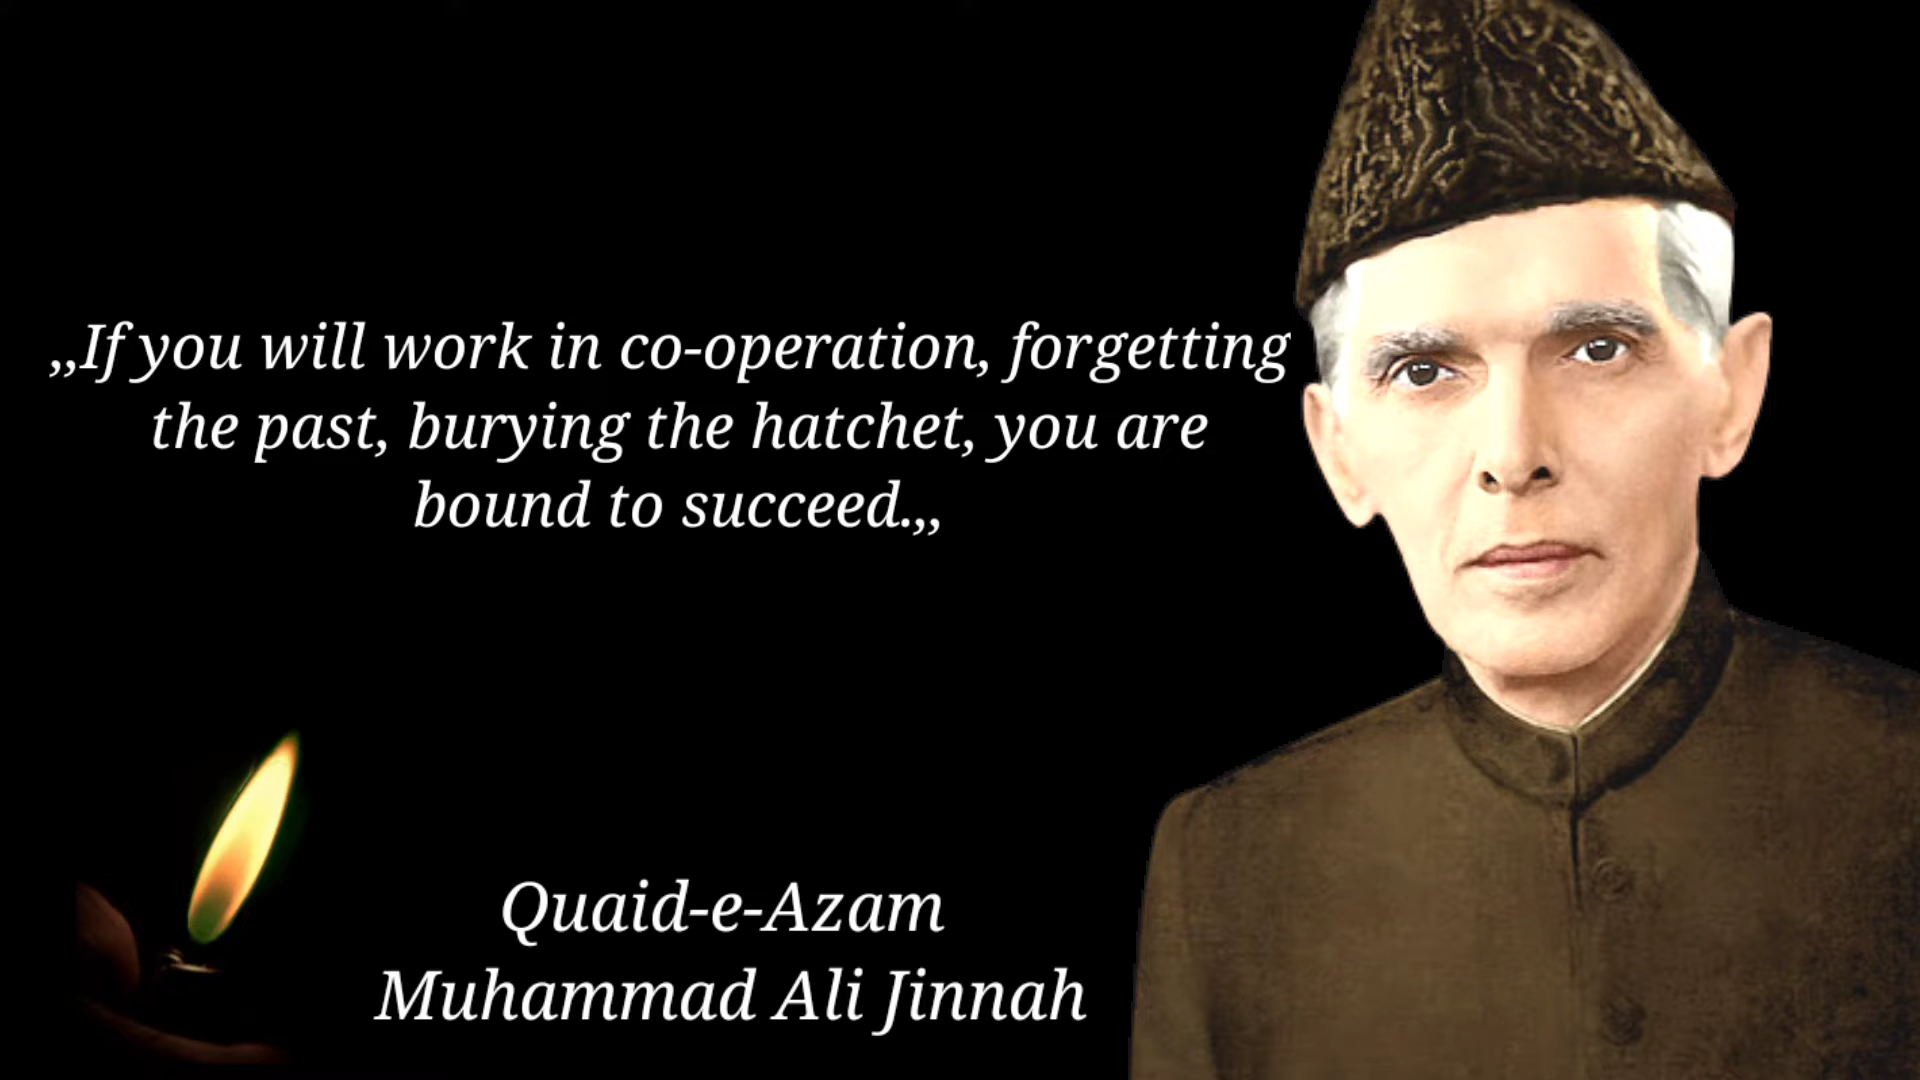 ,,If you will work in co-operation, forgetting
the past, burying the hatchet, you are
bound to succeed.,,
Quaid-e-Azam
Muhammad Ali Jinnah